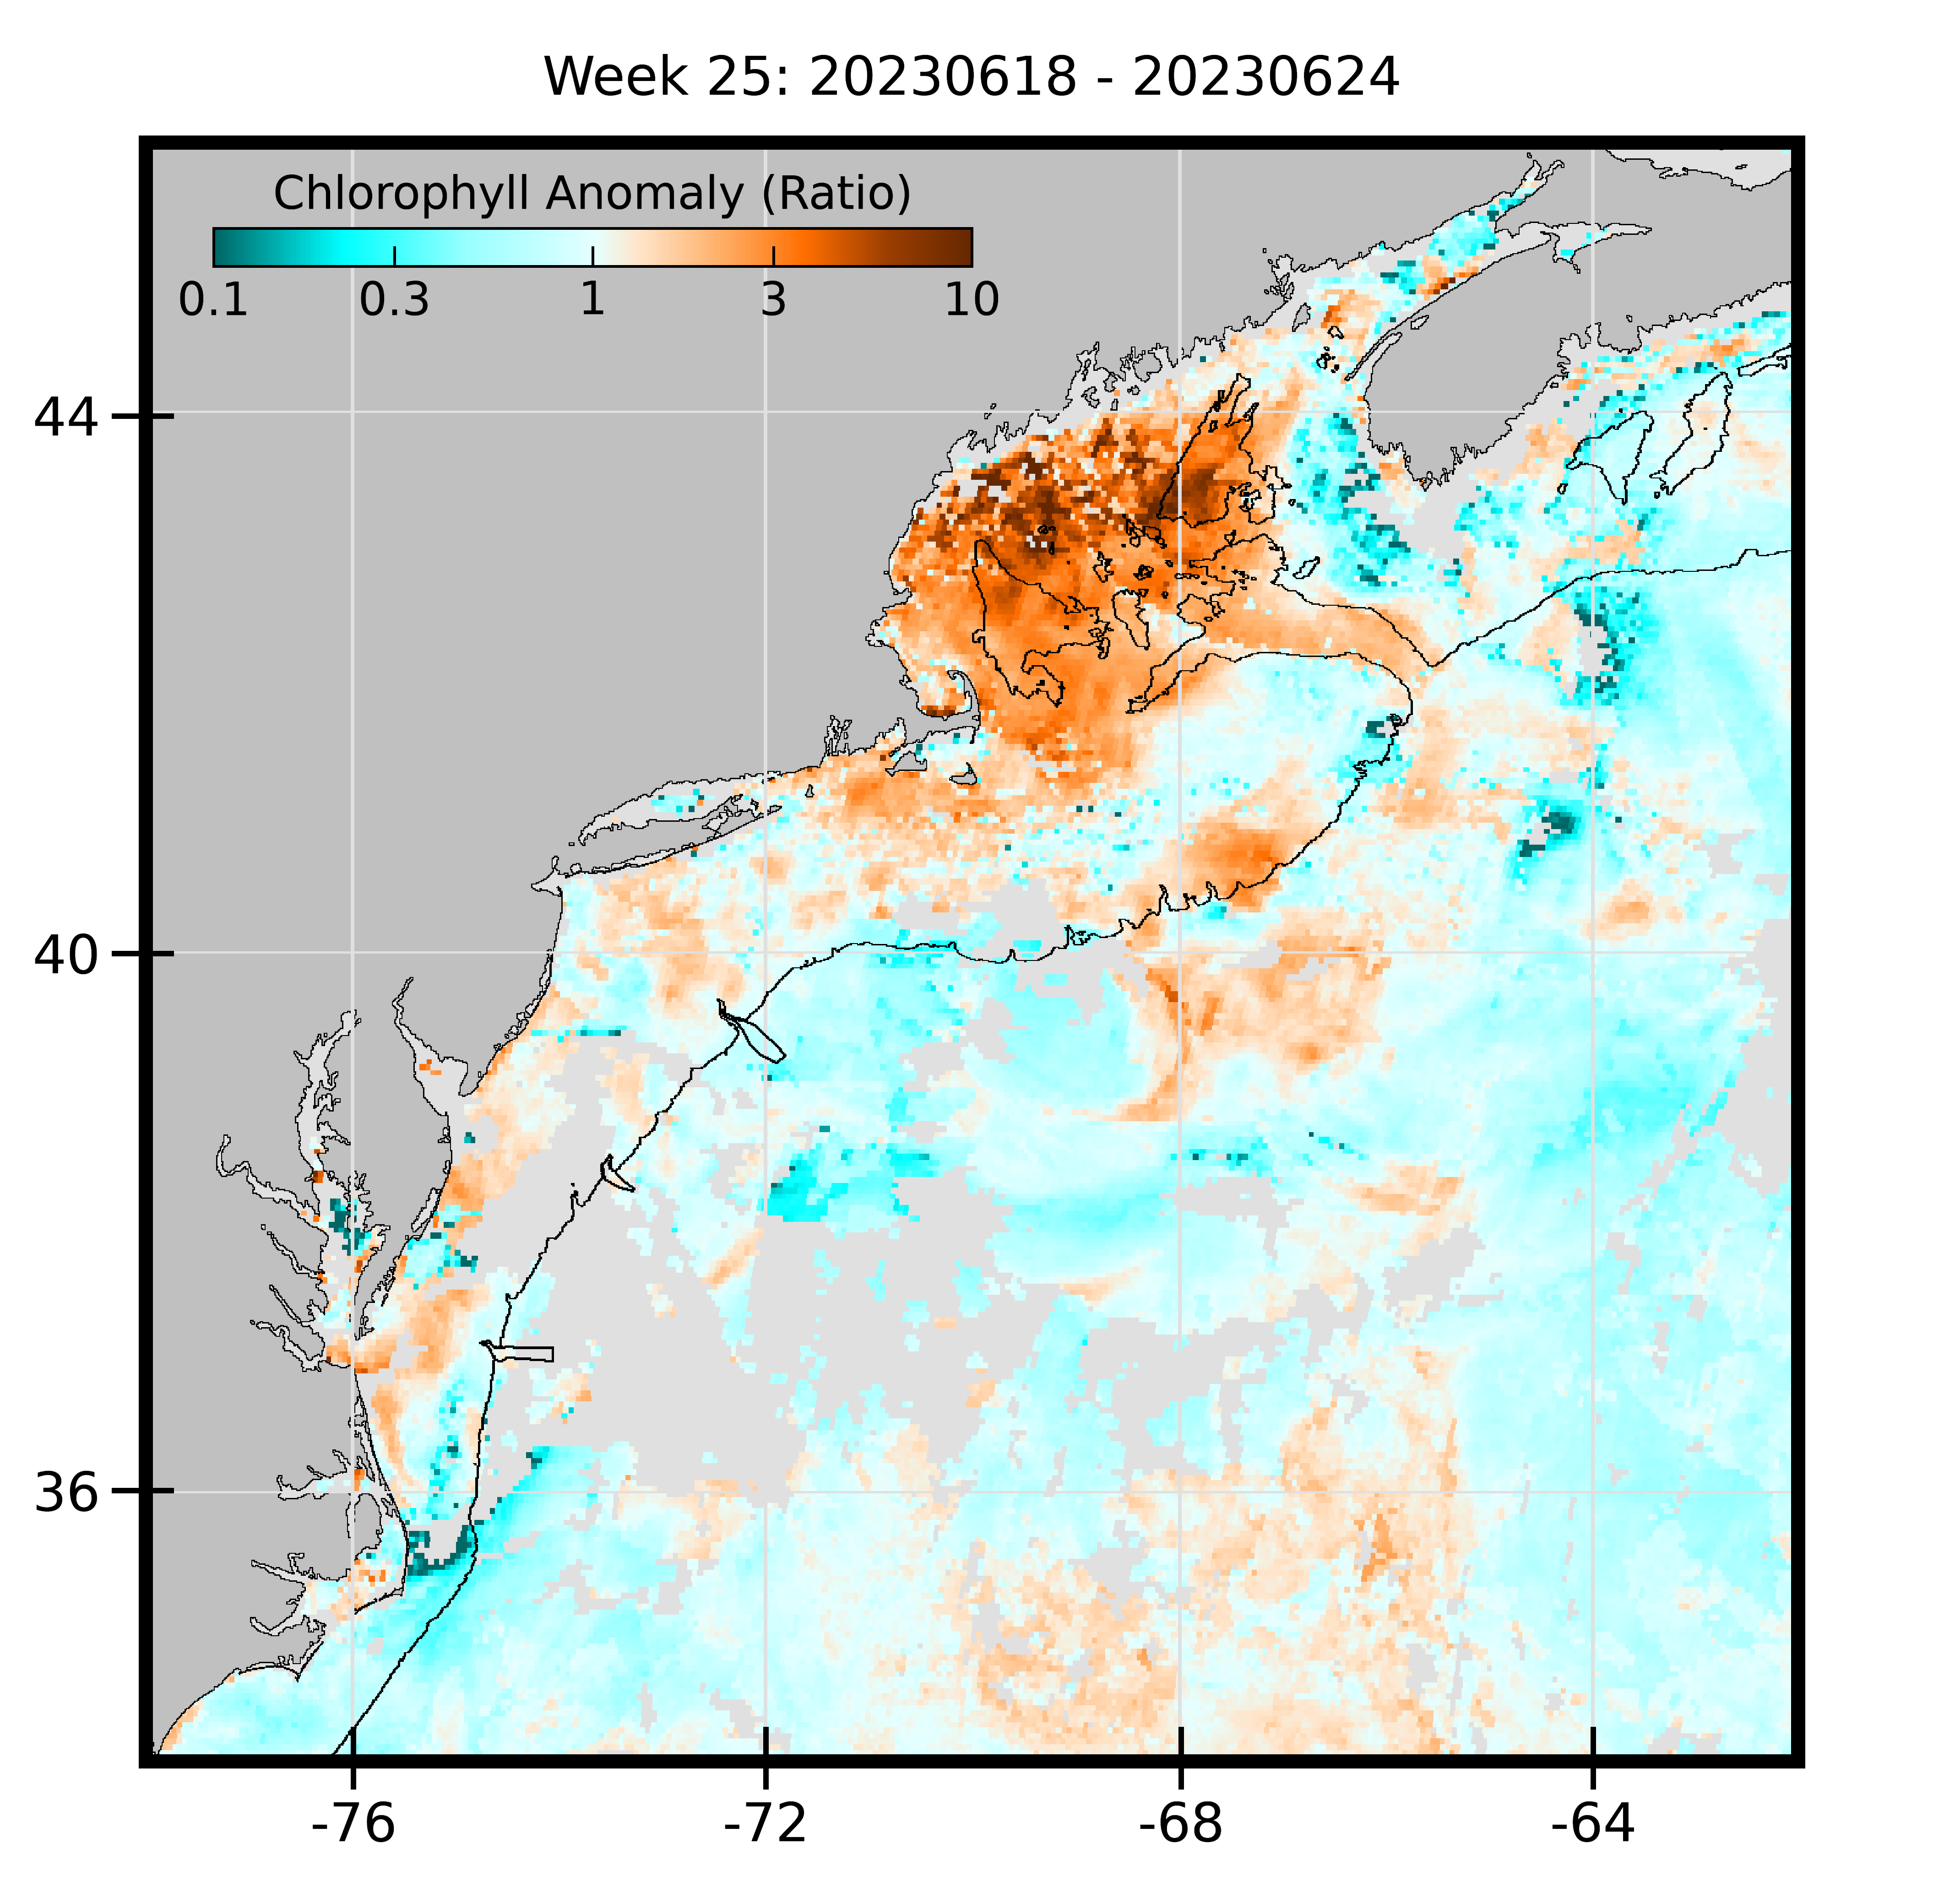 Week 25: 20230618 - 20230624
Chlorophyll Anomaly (Ratio)
0.1 0.3 1 3 10
44
40
36
-76 -72 -68 -64